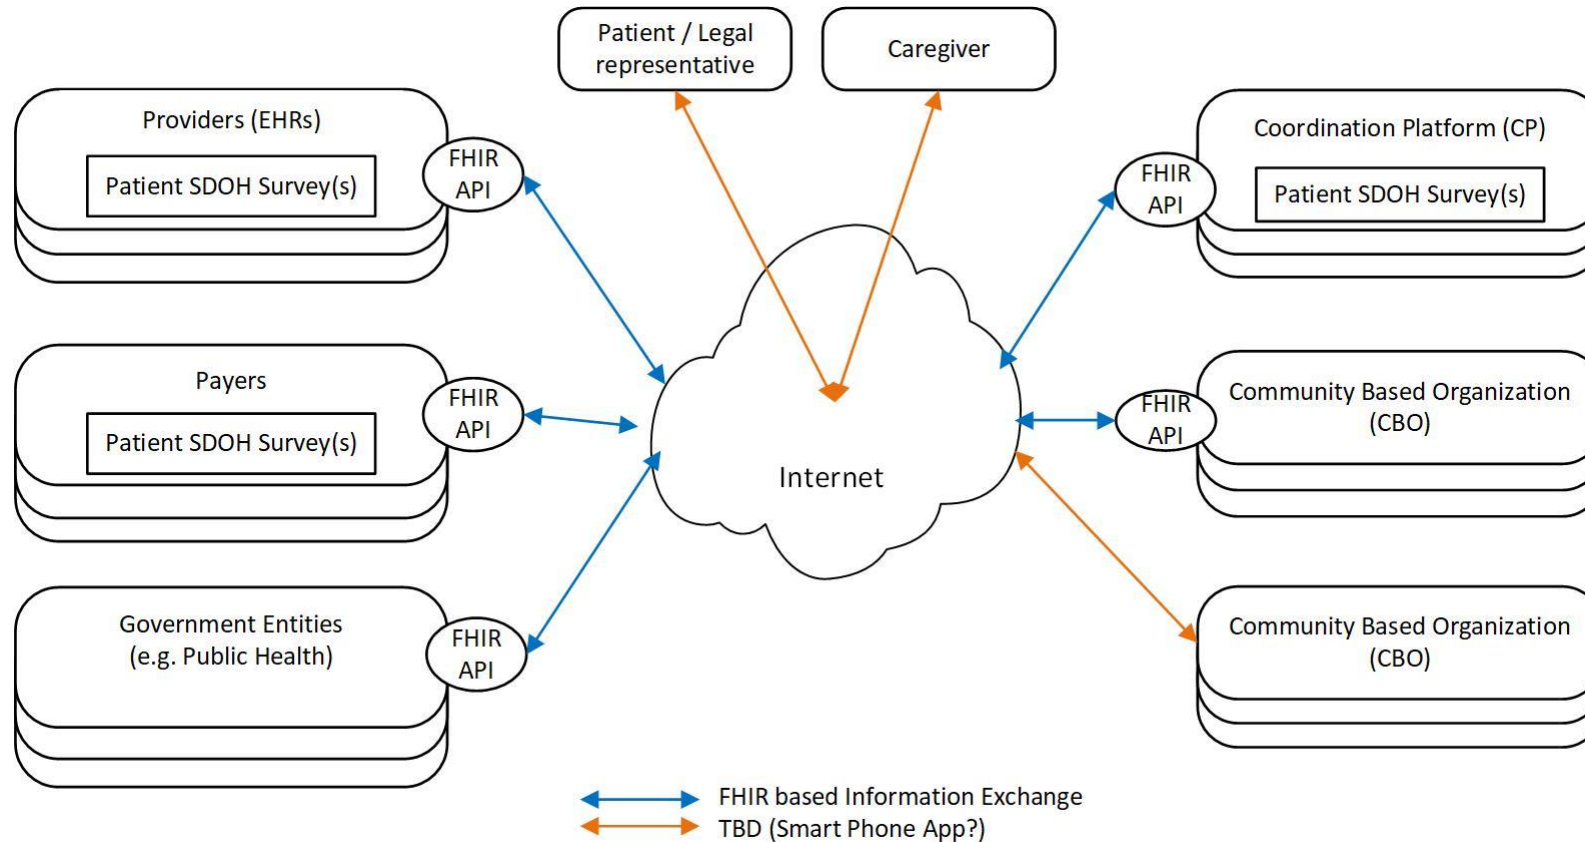 Patient / Legal
representative
Caregiver
Providers (EHRs)
Patient SDOH Survey(s)
FHIR
API
Coordination Platform (CP)
Patient SDOH Survey(s)
FHIR
API
Payers
Patient SDOH Survey(s)
FHIR
API
Internet
Community Based Organization
(CBO)
FHIR
API
Government Entities
(e.g. Public Health)
FHIR
API
Community Based Organization
(CBO)
FHIR based Information Exchange
TBD (Smart Phone App?)